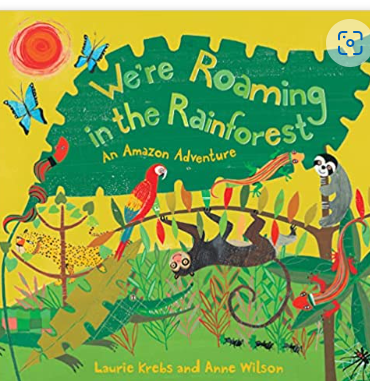 We're Roaming
in the Rainforest
An Amazon Adventure
Laurie Krebs and Anne Wilson